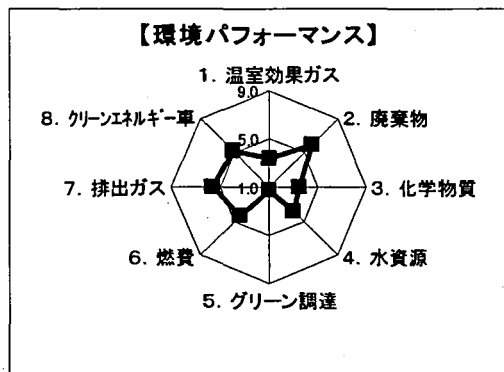 【環境パフォーマンス】
1. 温室効果ガス
9.0
8. クリーンエネルギー車
2. 廃棄物
5.0
7. 排出ガス
1.0
3. 化学物質
6. 燃費
4. 水資源
5. グリーン調達